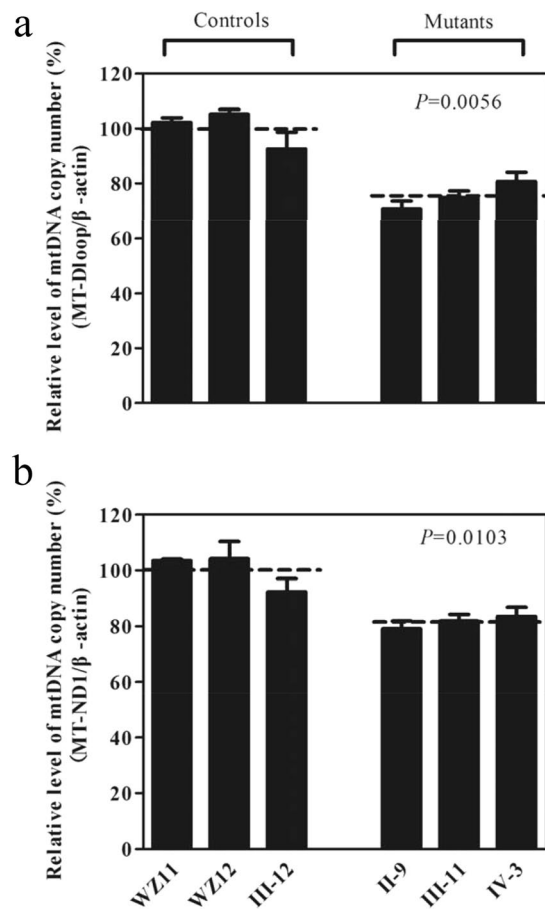 a
Controls
Mutants
Relative level of mtDNA copy number (%)
(MT-Dloop/β -actin)
120
100
80
60
40
20
0
P=0.0056
b
Relative level of mtDNA copy number (%)
(MT-ND1/β -actin)
120
100
80
60
40
20
0
P=0.0103
WZ11
WZ12
III-12
II-9
III-11
IV-3